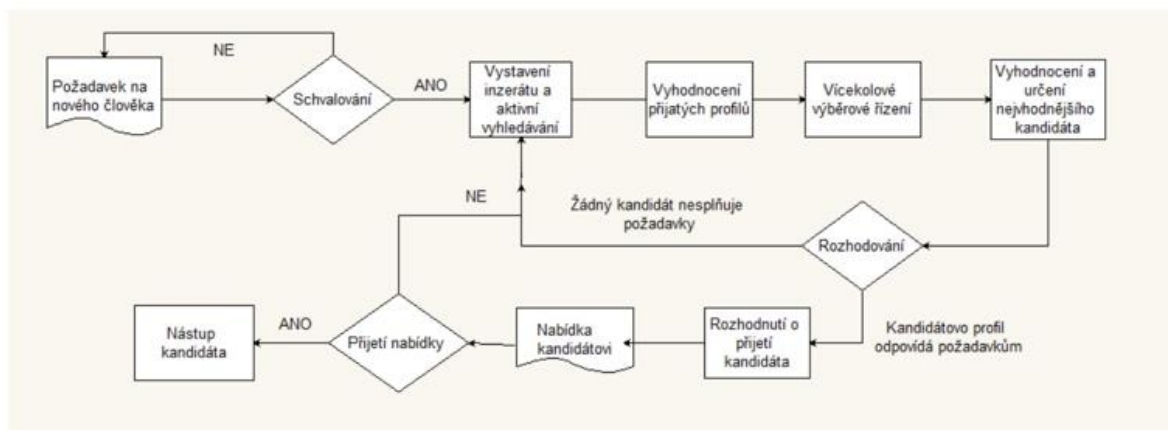 NE
Požadavek na
nového člověka
Schvalování
ANO
Vystavení
inzerátu a
aktivní
vyhledávání
Vyhodnocení
přijatých profilů
Vícekolové
výběrové řízení
Vyhodnocení a
určení
nejvhodnějšího
kandidáta
NE
Žádný kandidát nesplňuje
požadavky
Rozhodování
Nástup
kandidáta
ANO
Přijetí nabídky
Nabídka
kandidátovi
Rozhodnutí o
přijetí
kandidáta
Kandidátovo profil
odpovídá požadavkům